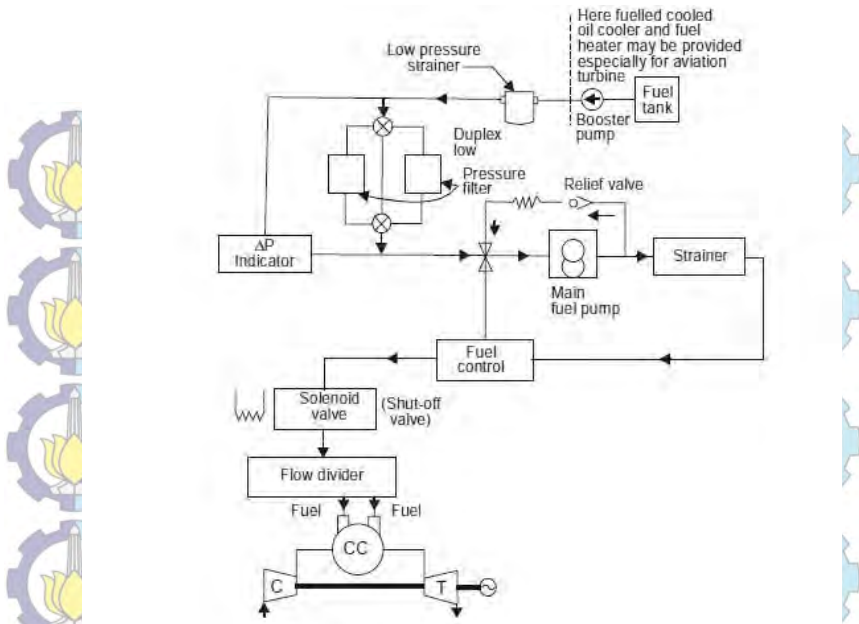 Here fuelled cooled
oil cooler and fuel
heater may be provided
especially for aviation
turbine
Low pressure
strainer
Fuel
tank
Booster
pump
Duplex
low
Pressure
filter
Relief valve
ΔP
Indicator
Strainer
Main
fuel pump
Fuel
control
Solenoid
valve
(Shut-off
valve)
Flow divider
Fuel
Fuel
CC
C
T